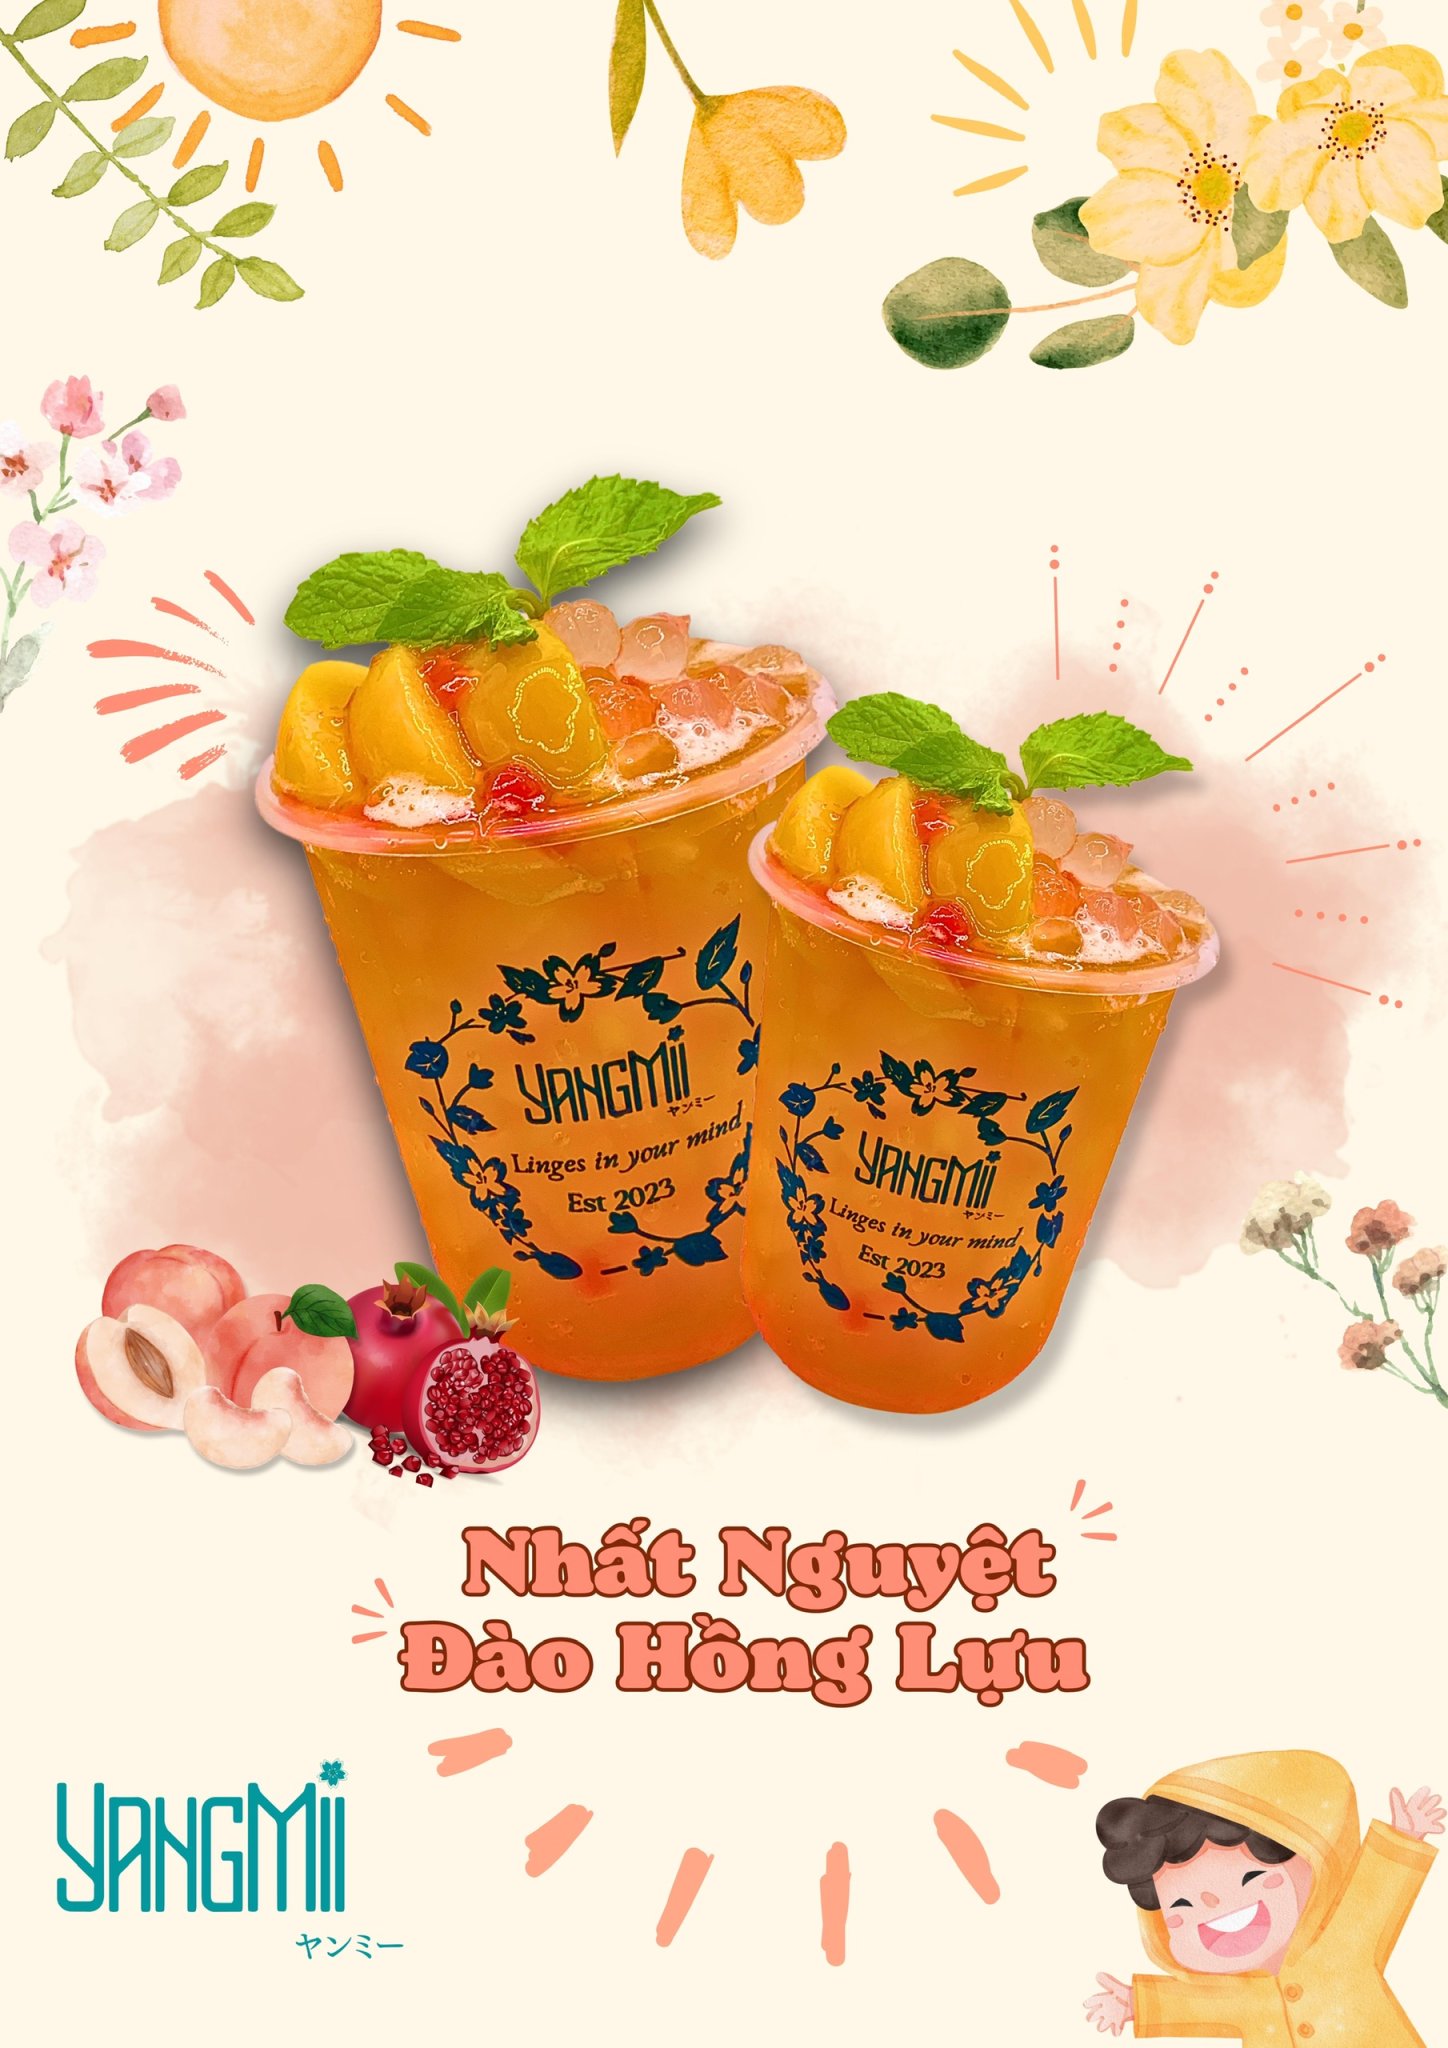 YANGMii
ヤンミー
Linges in your mind
Est 2023
YANGMii
ヤンミー
Linges in your mind
Est 2023
Nhất Nguyệt
Đào Hồng Lựu
YANGMii
ヤンミー